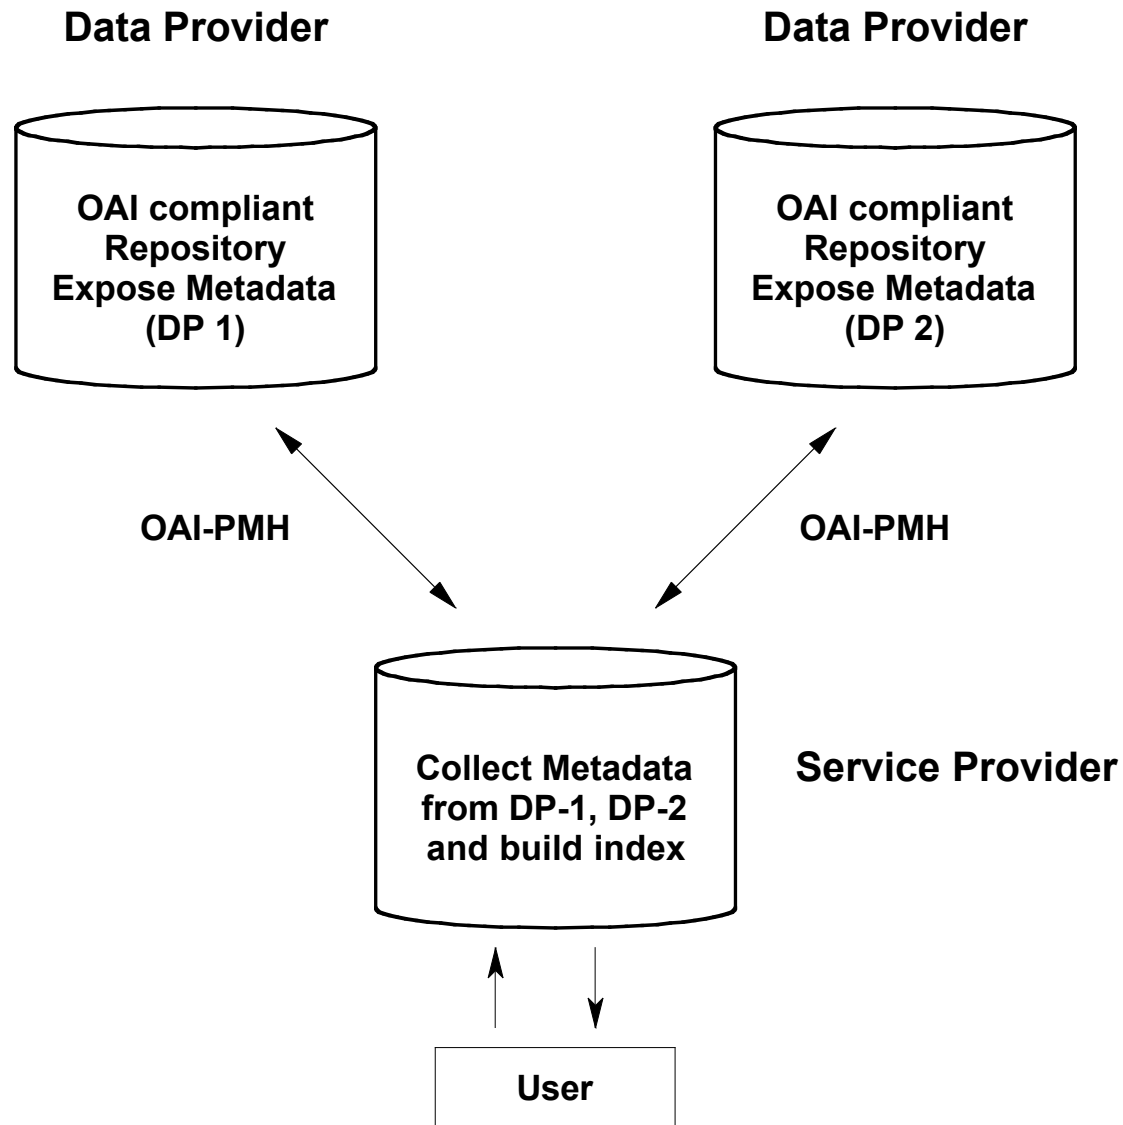 Data Provider
Data Provider
OAI compliant
Repository
Expose Metadata
(DP 1)
OAI compliant
Repository
Expose Metadata
(DP 2)
OAI-PMH
OAI-PMH
Collect Metadata
from DP-1, DP-2
and build index
Service Provider
User